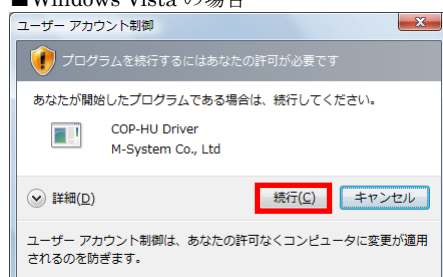 ■Windows Vista の場合
ユーザー アカウント制御
プログラムを続行するにはあなたの許可が必要です
あなたが開始したプログラムである場合は、続行してください。
COP-HU Driver
M-System Co., Ltd
詳細(D)
続行(C)
キャンセル
ユーザー アカウント制御は、あなたの許可なくコンピュータに変更が適用
されるのを防ぎます。